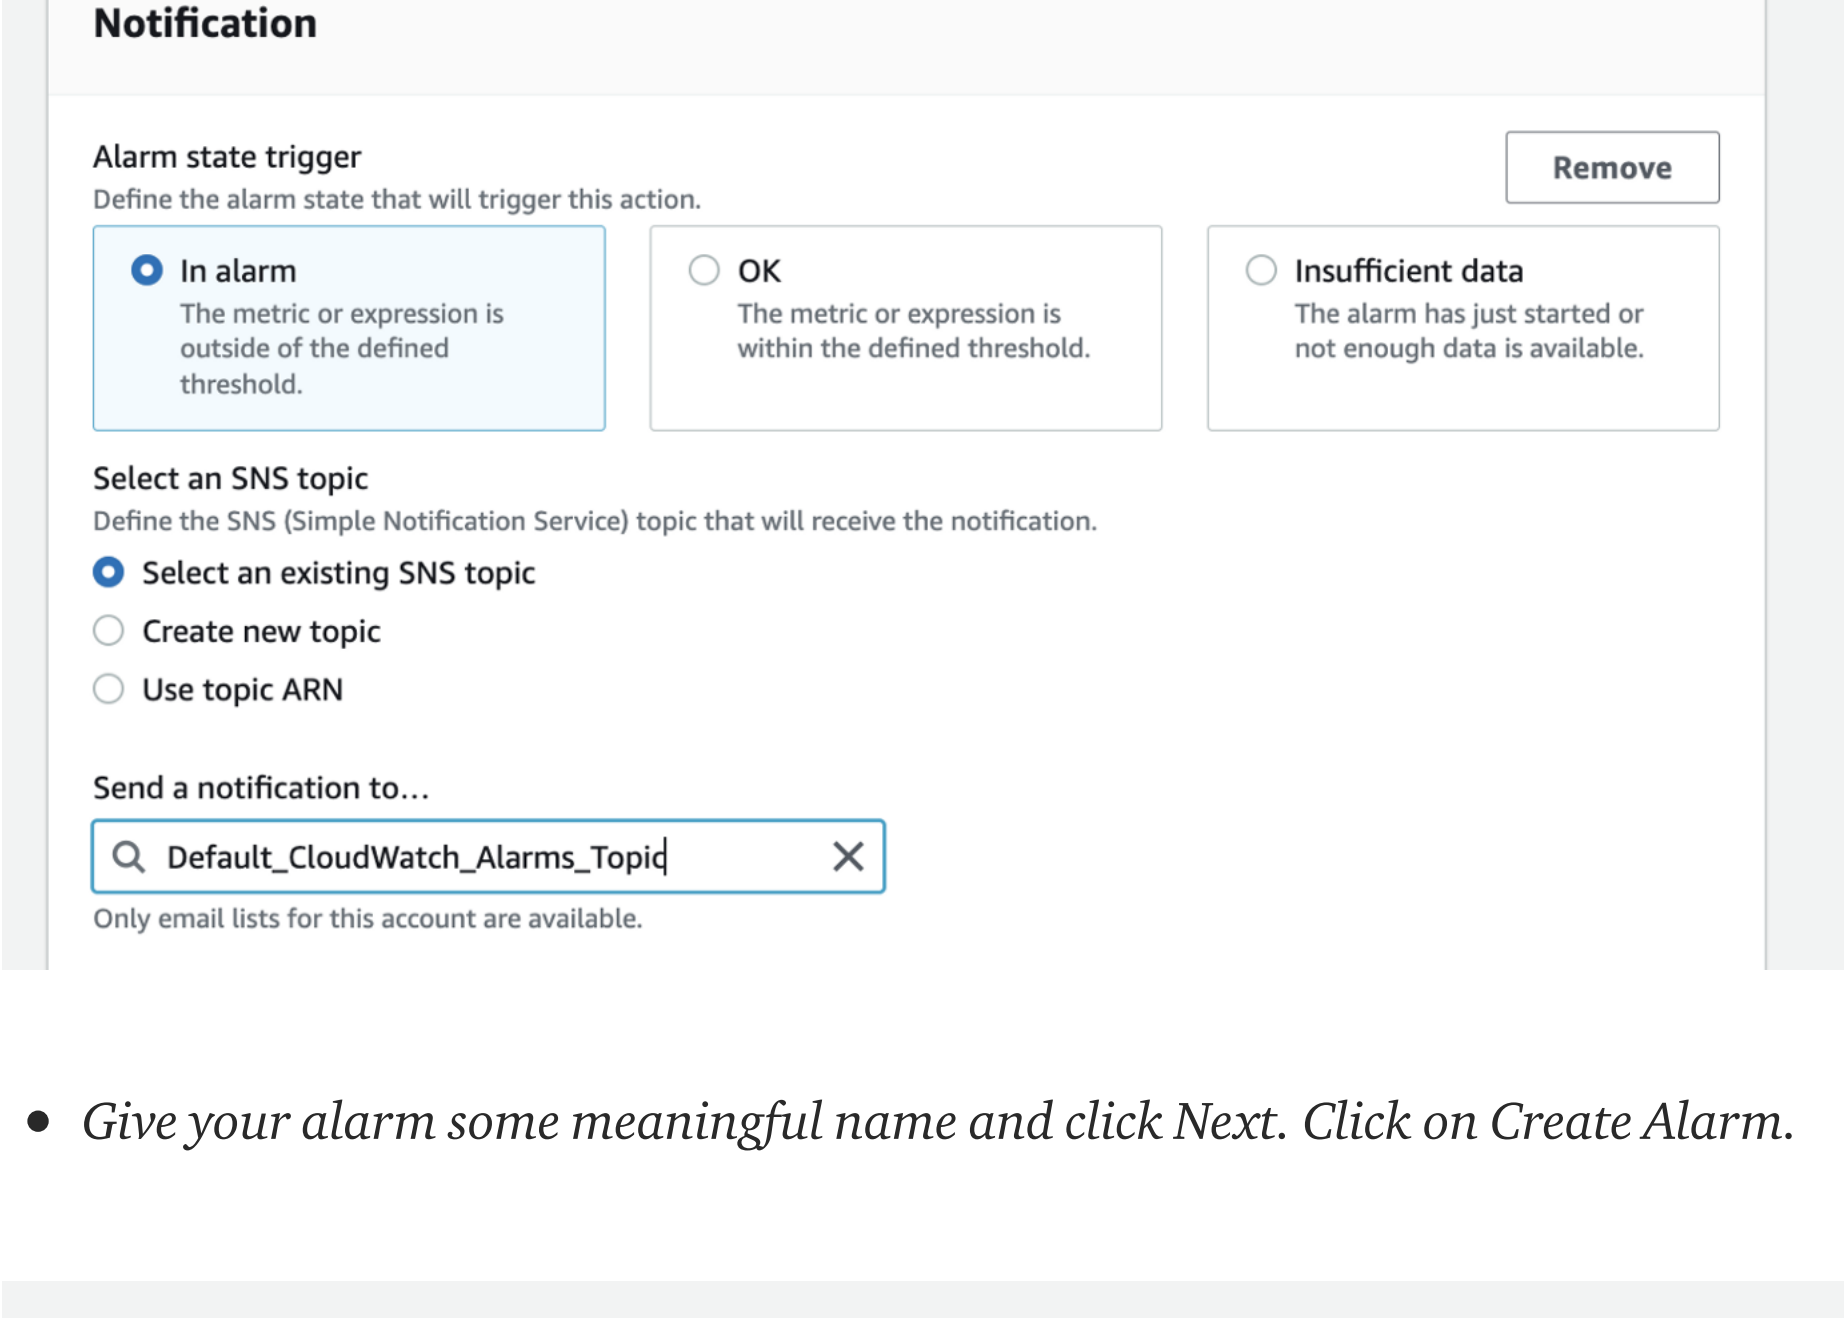 Notification
Alarm state trigger
Define the alarm state that will trigger this action.
Remove
In alarm
The metric or expression is
outside of the defined
threshold.
OK
The metric or expression is
within the defined threshold.
Insufficient data
The alarm has just started or
not enough data is available.
Select an SNS topic
Define the SNS (Simple Notification Service) topic that will receive the notification.
Select an existing SNS topic
Create new topic
Use topic ARN
Send a notification to...
Default_CloudWatch_Alarms_Topic
Only email lists for this account are available.
• Give your alarm some meaningful name and click Next. Click on Create Alarm.